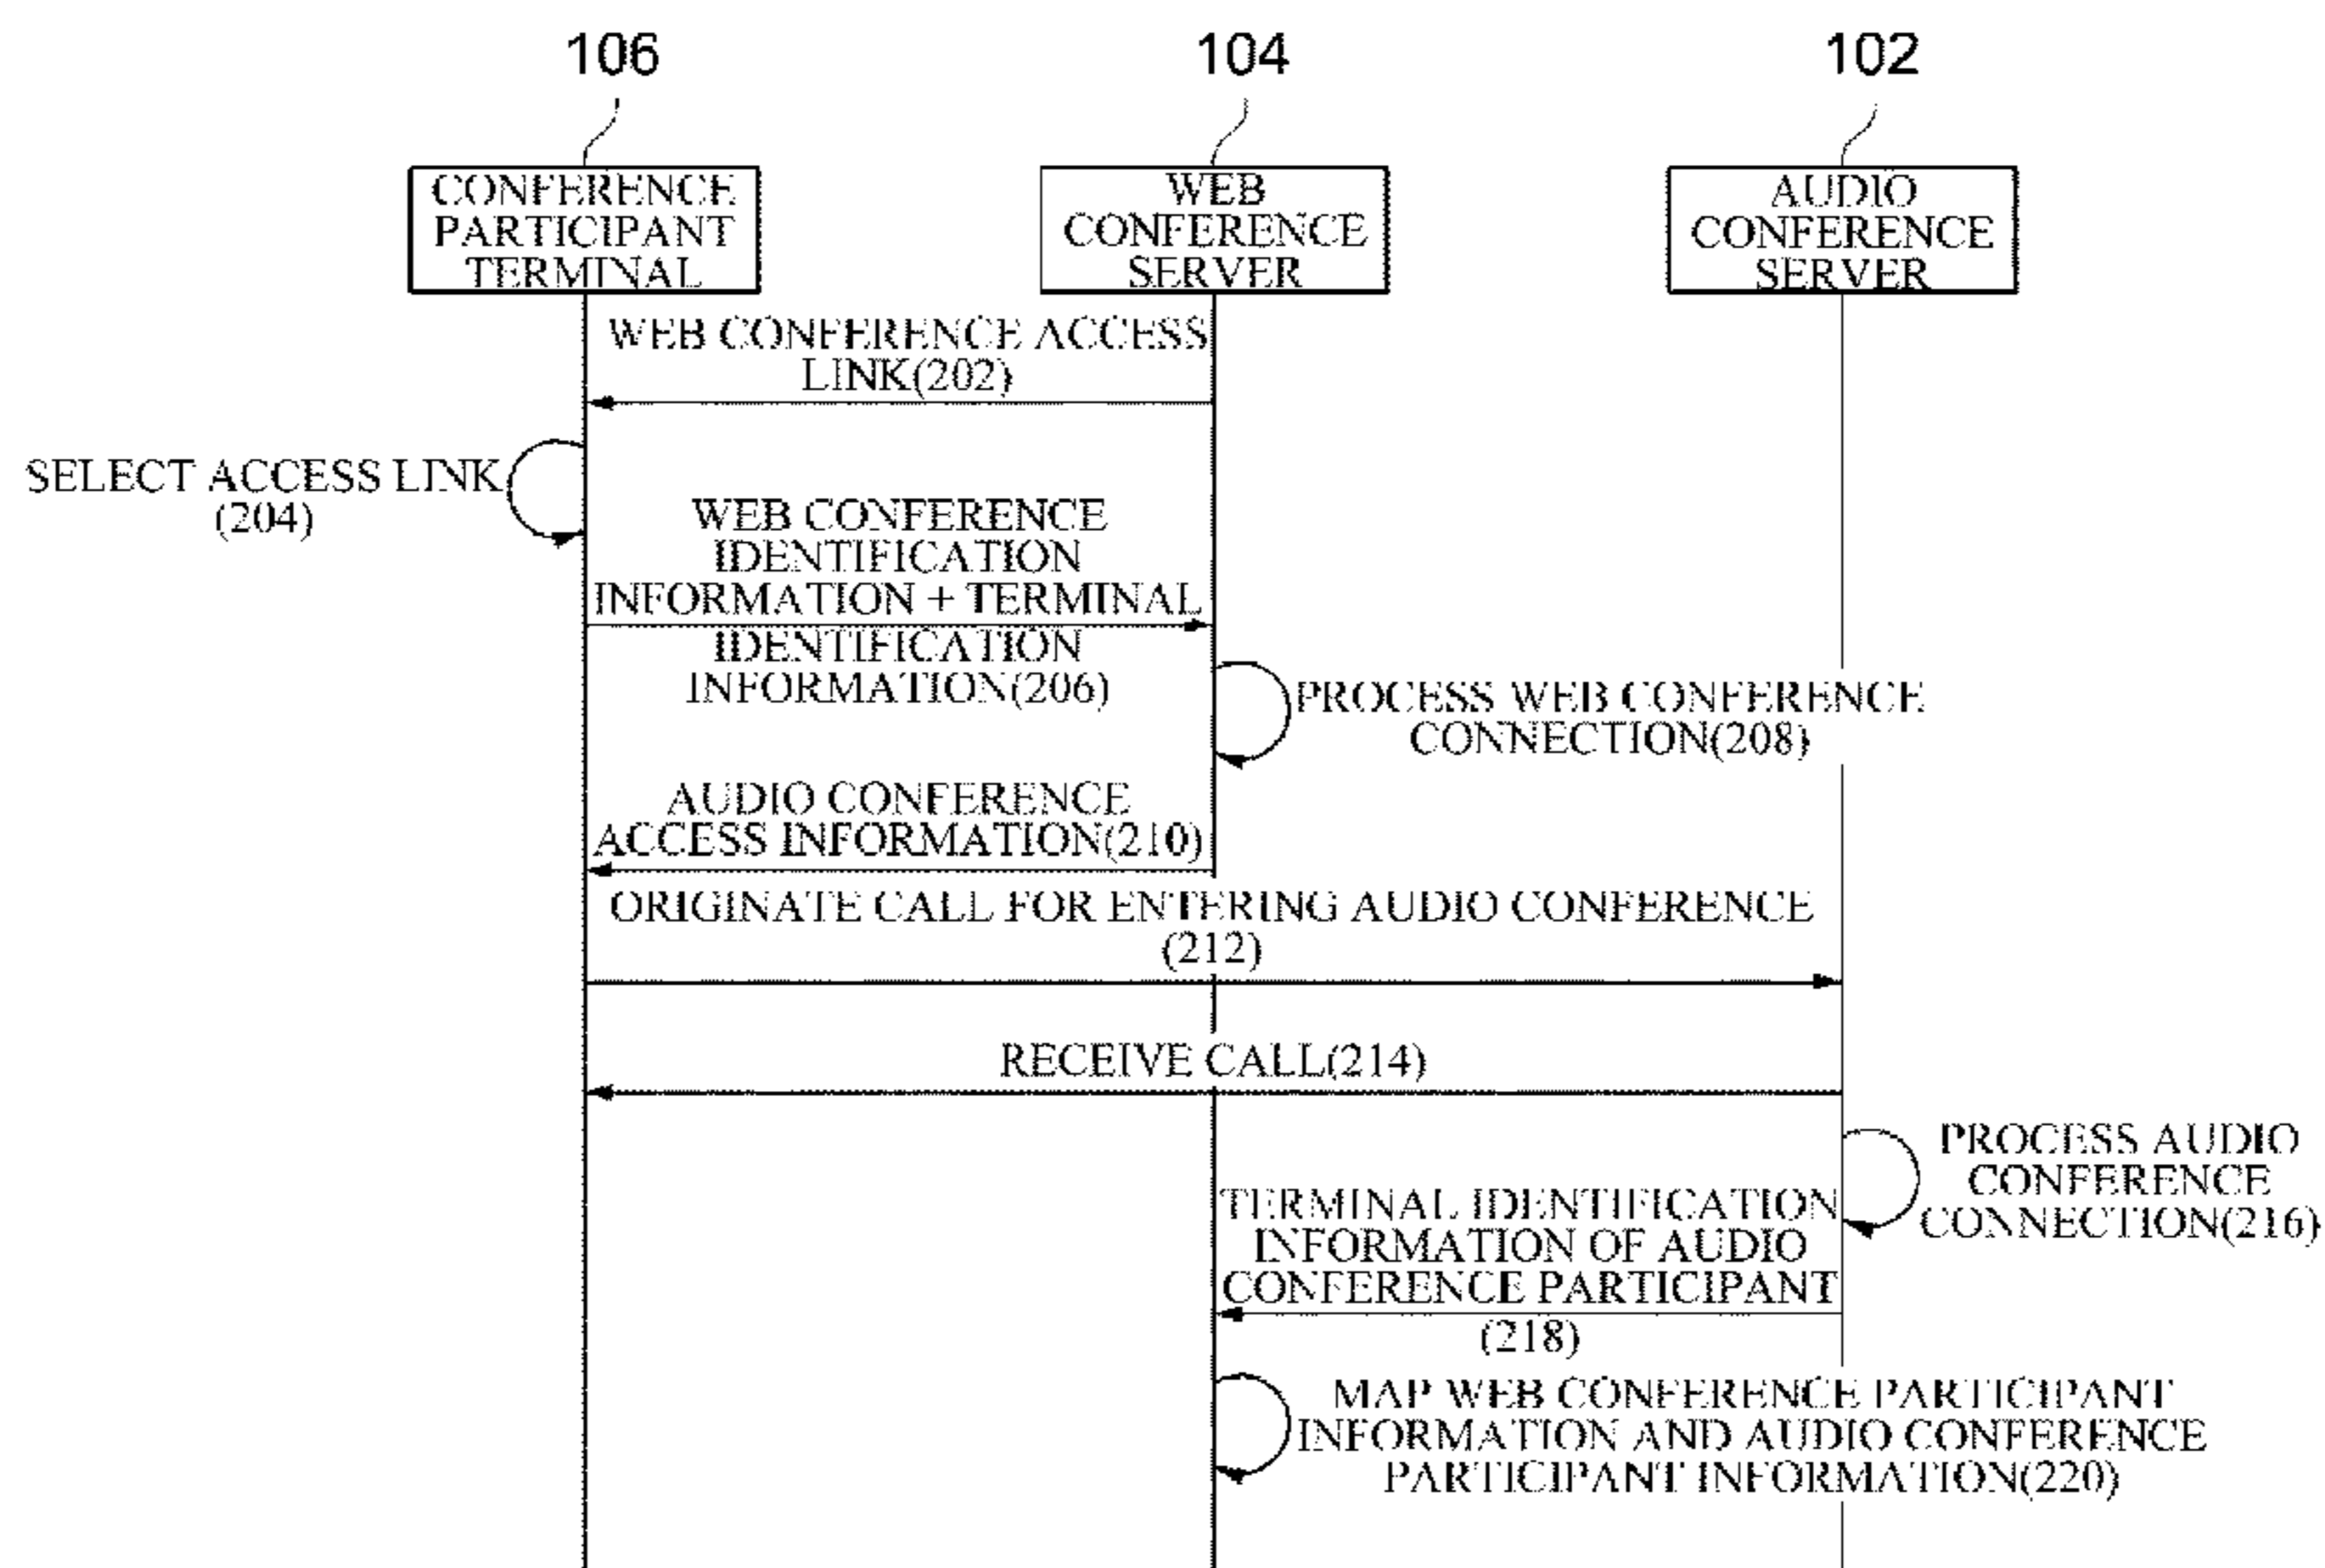 106
104
102
CONFERENCE
PARTICIPANT
TERMINAL
WEB
CONFERENCE
SERVER
AUDIO
CONFERENCE
SERVER
WEB CONFERENCE ACCESS
LINK(202)
SELECT ACCESS LINK
(204)
WEB CONFERENCE
IDENTIFICATION
INFORMATION + TERMINAL
IDENTIFICATION
INFORMATION(206)
PROCESS WEB CONFERENCE
CONNECTION(208)
AUDIO CONFERENCE
ACCESS INFORMATION(210)
ORIGINATE CALL FOR ENTERING AUDIO CONFERENCE
(212)
RECEIVE CALL(214)
PROCESS AUDIO
CONFERENCE
CONNECTION(216)
TERMINAL IDENTIFICATION
INFORMATION OF AUDIO
CONFERENCE PARTICIPANT
(218)
MAP WEB CONFERENCE PARTICIPANT
INFORMATION AND AUDIO CONFERENCE
PARTICIPANT INFORMATION(220)